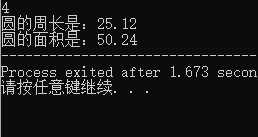 4
圆的周长是：25.12
圆的面积是：50.24
--------------------------------
Process exited after 1.673 secon
请按任意键继续. . .